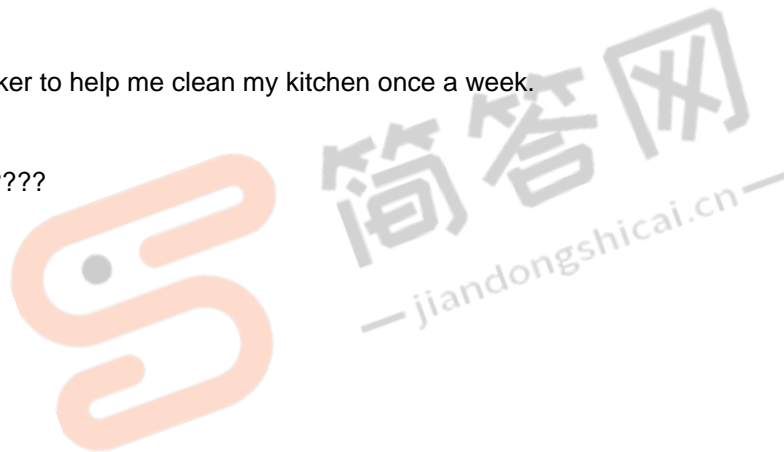 ker to help me clean my kitchen once a week.
???
简答网
jiandongshicai.cn